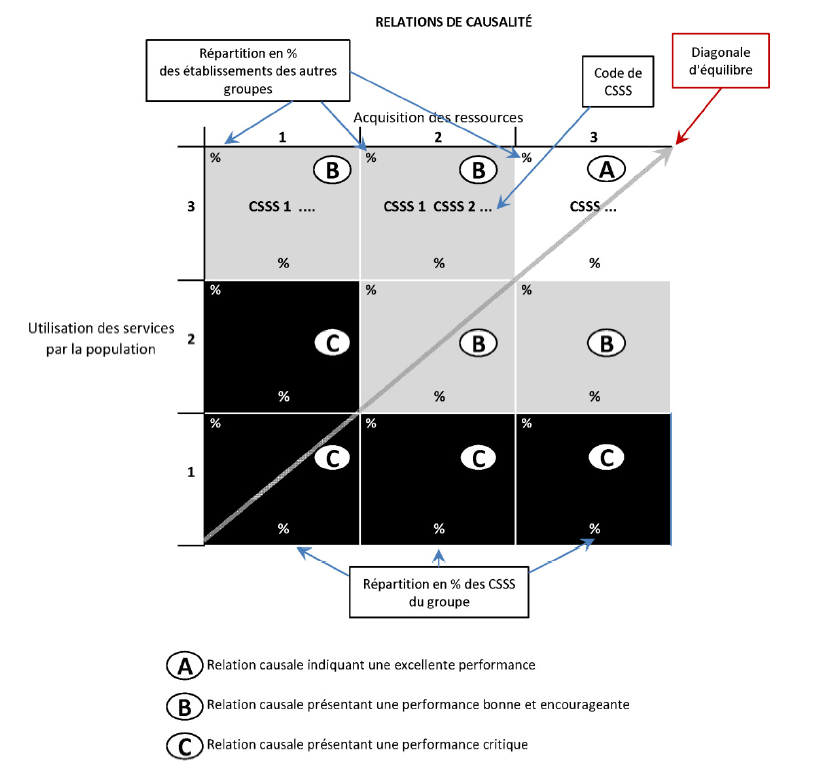 RELATIONS DE CAUSALITÉ
Répartition en %
des établissements des autres
groupes
Code de
CSSS
Diagonale
d'équilibre
Acquisition des ressources
1 2 3
% % %
B B A
3 CSSS 1 .... CSSS 1 CSSS 2 ... CSSS ...
% % %
% % %
Utilisation des services
par la population
2 C B B
% % %
% % %
C C C
1
% % %
Répartition en % des CSSS
du groupe
A Relation causale indiquant une excellente performance
B Relation causale présentant une performance bonne et encourageante
C Relation causale présentant une performance critique